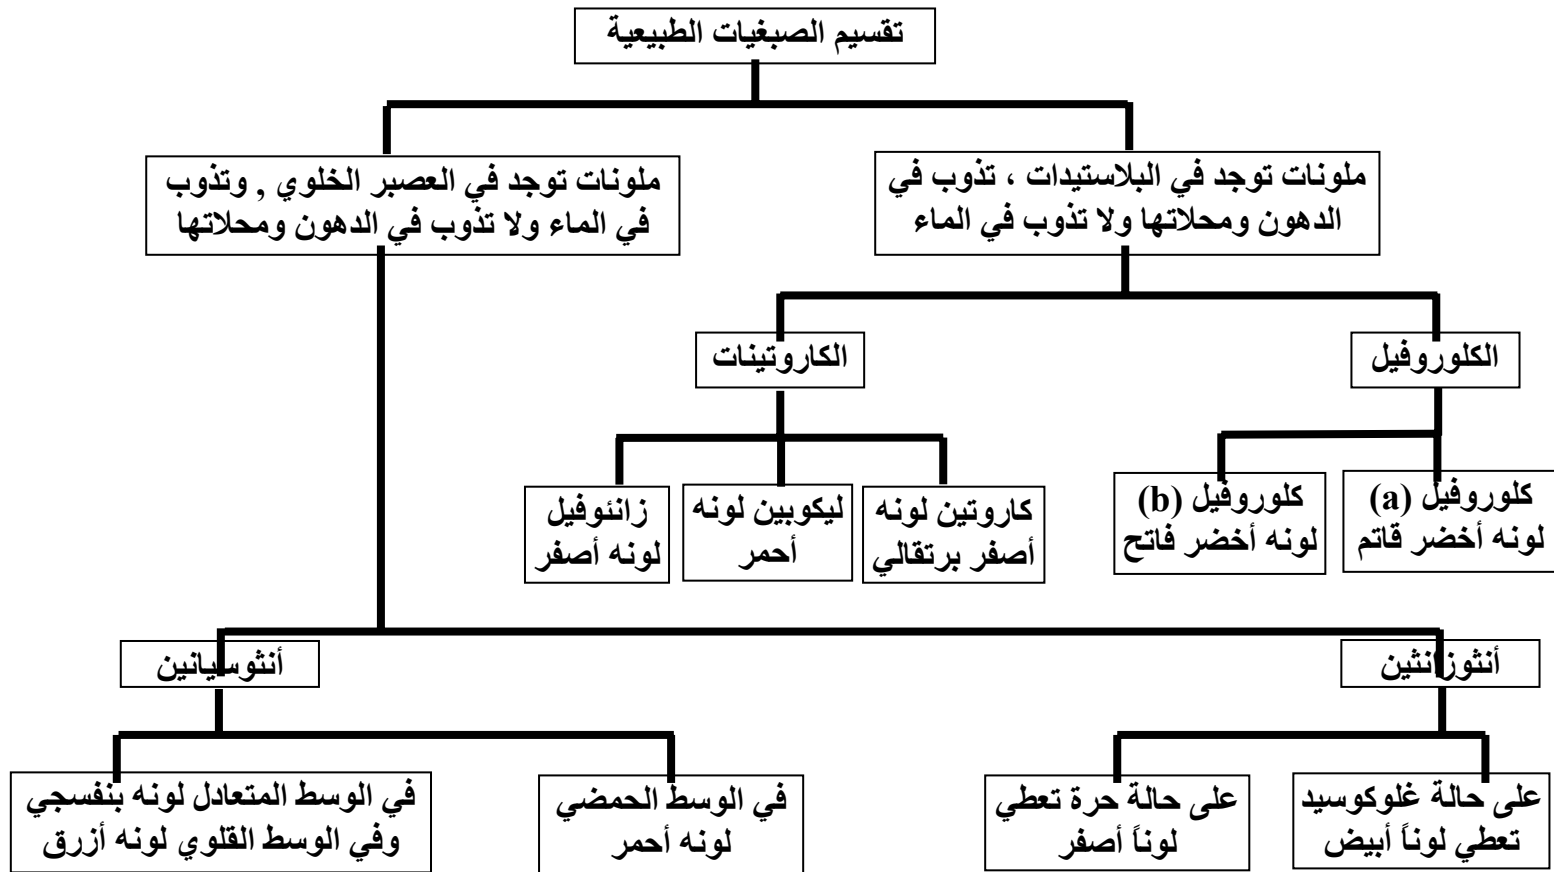 تقسيم الصبغيات الطبيعية
ملونات توجد في البلاستيدات ، تذوب في
الدهون ومحلاتها ولا تذوب في الماء
ملونات توجد في العصبر الخلوي , وتذوب
في الماء ولا تذوب في الدهون ومحلاتها
الكلوروفيل
الكاروتينات
كلوروفيل (a)
لونه أخضر قاتم
كلوروفيل (b)
لونه أخضر فاتح
كاروتين لونه
أصفر برتقالي
ليكوبين لونه
أحمر
زانثوفيل
لونه أصفر
أنثوزانثين
أنثوسيانين
على حالة غلوكوسيد
تعطي لوناً أبيض
على حالة حرة تعطي
لوناً أصفر
في الوسط الحمضي
لونه أحمر
في الوسط المتعادل لونه بنفسجي
وفي الوسط القلوي لونه أزرق